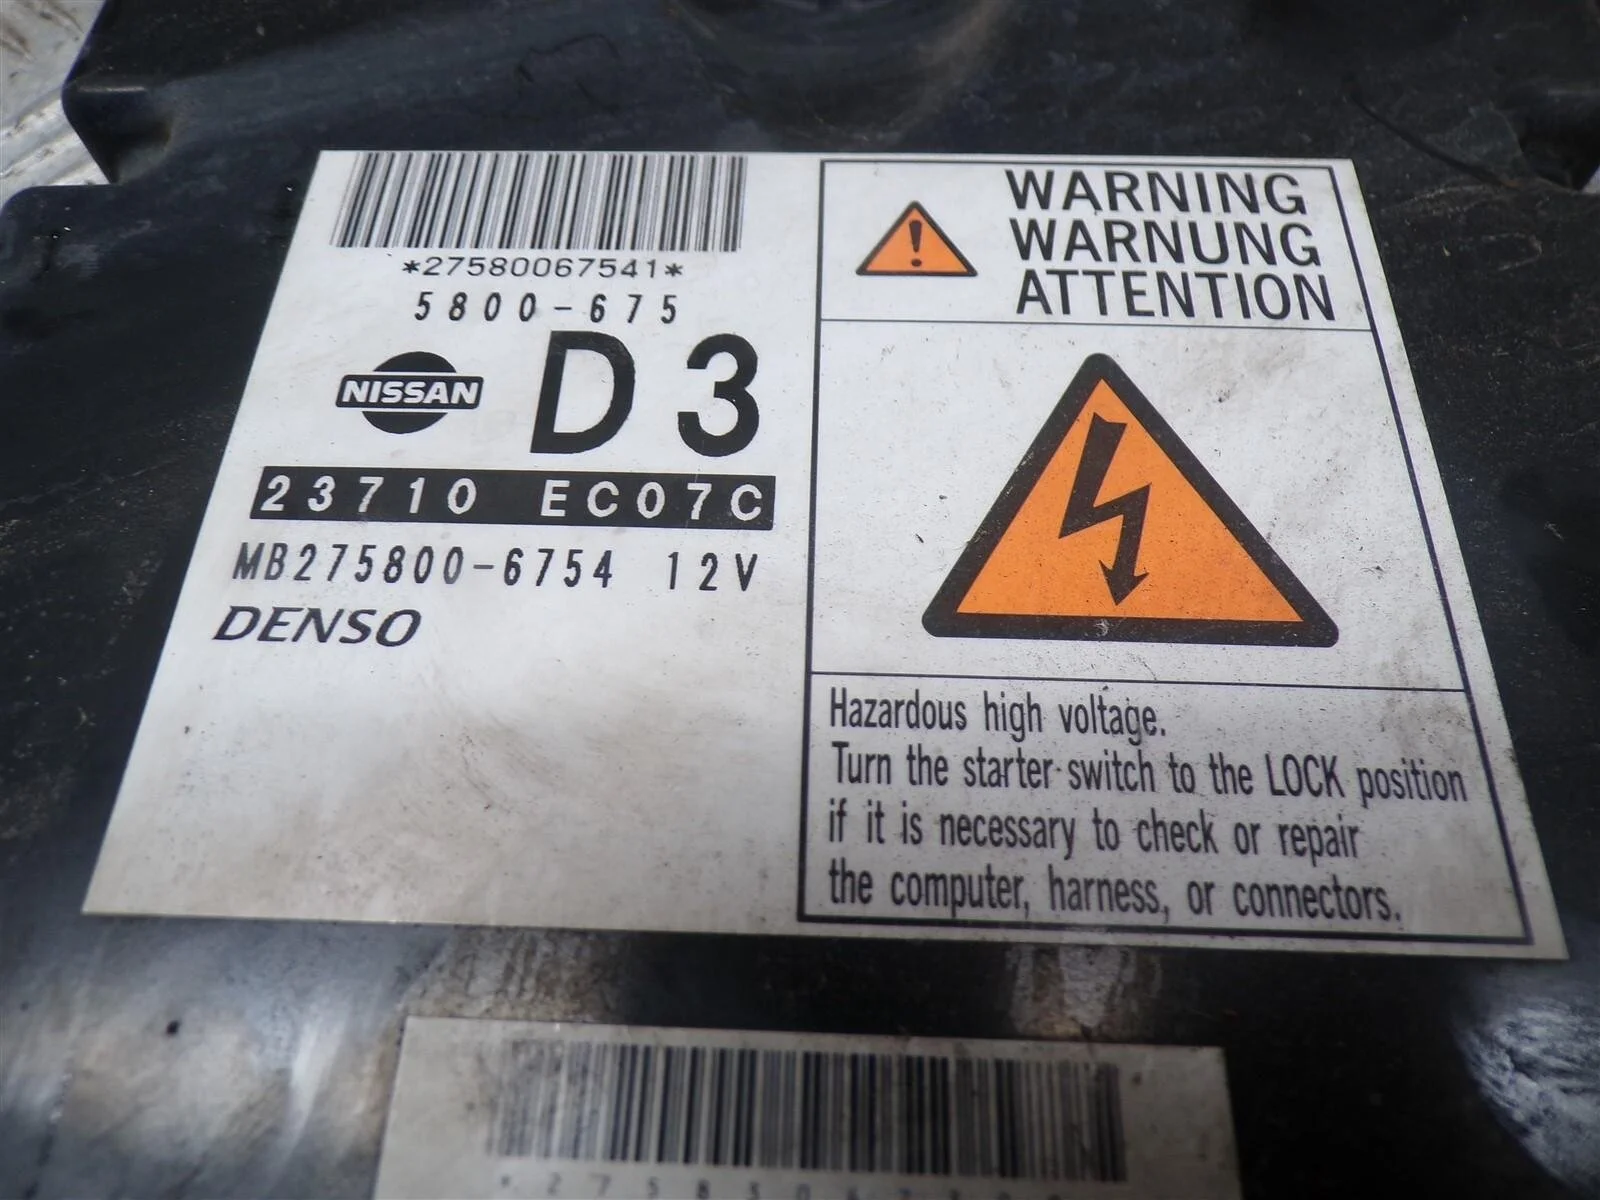 *27580067541*
5800-675
NISSAN
D3
23710 EC07C
MB275800-6754 12V
DENSO
WARNING
WARNUNG
ATTENTION
Hazardous high voltage.
Turn the starter switch to the LOCK position
if it is necessary to check or repair
the computer, harness, or connectors.